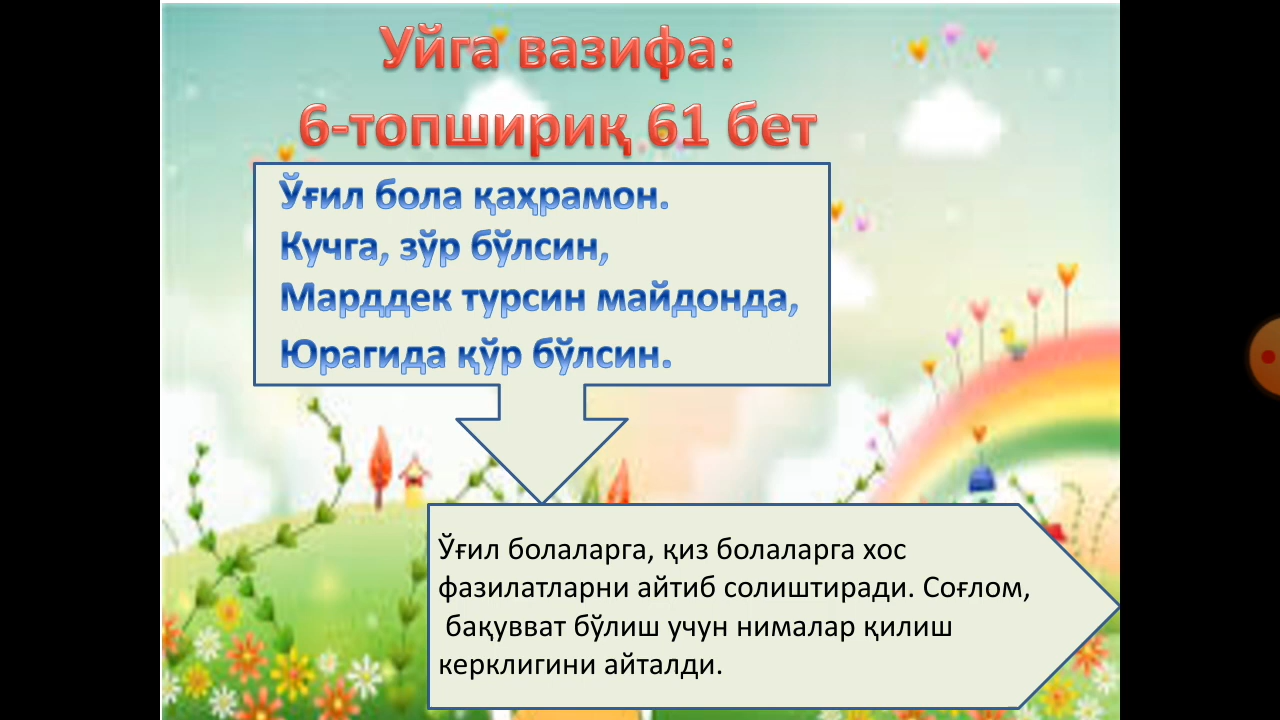 Уйга вазифа:
6-топшириқ 61 бет
Ўғил бола қаҳрамон.
Кучга, зўр бўлсин,
Марддек турсин майдонда,
Юрагида қўр бўлсин.
Ўғил болаларга, қиз болаларга хос
фазилатларни айтиб солиштиради. Соғлом,
бақувват бўлиш учун нималар қилиш
керклигини айталди.